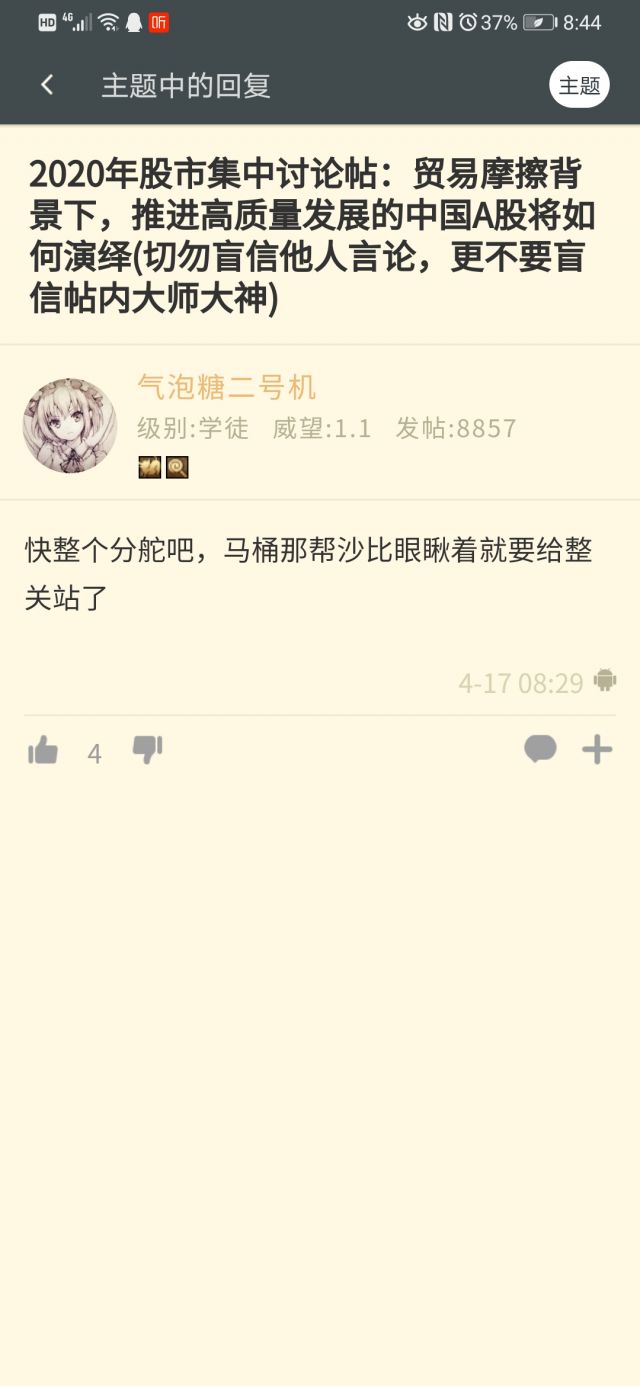 HD 4G 听 37% 8:44
主题中的回复 主题
2020年股市集中讨论帖：贸易摩擦背
景下，推进高质量发展的中国A股将如
何演绎(切勿盲信他人言论，更不要盲
信帖内大师大神)
气泡糖二号机
级别:学徒 威望:1.1 发帖:8857
快整个分舵吧，马桶那帮沙比眼瞅着就要给整
关站了
4-17 08:29
4